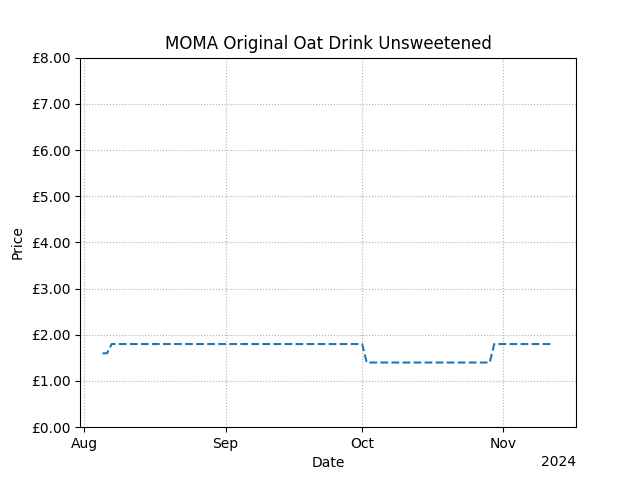 MOMA Original Oat Drink Unsweetened
£8.00
£7.00
£6.00
£5.00
£4.00
£3.00
£2.00
£1.00
£0.00
Price
Aug Sep Oct Nov
Date
2024